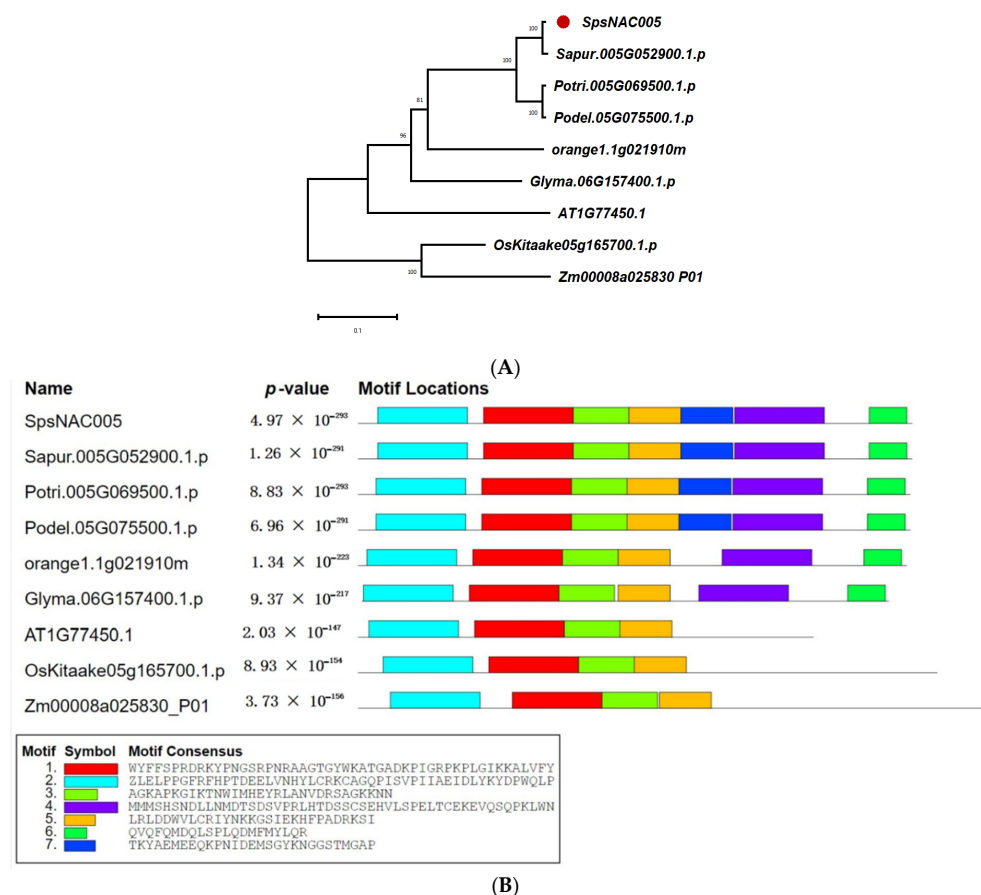 100
SpsNAC005
100
Sapur.005G052900.1.p
Potri.005G069500.1.p
81
100
Podel.05G075500.1.p
96
orange1.1g021910m
Glyma.06G157400.1.p
AT1G77450.1
OsKitaake05g165700.1.p
100
Zm00008a025830 P01
0.1
(A)
Name p-value Motif Locations
SpsNAC005 4.97 × 10⁻²⁹³
Sapur.005G052900.1.p 1.26 × 10⁻²⁹¹
Potri.005G069500.1.p 8.83 × 10⁻²⁹³
Podel.05G075500.1.p 6.96 × 10⁻²⁹¹
orange1.1g021910m 1.34 × 10⁻²²³
Glyma.06G157400.1.p 9.37 × 10⁻²¹⁷
AT1G77450.1 2.03 × 10⁻¹⁴⁷
OsKitaake05g165700.1.p 8.93 × 10⁻¹⁵⁴
Zm00008a025830_P01 3.73 × 10⁻¹⁵⁶
Motif Symbol Motif Consensus
1. WYFFSPRDRKYPNGSRPNRAAGTGYWKATGADKPIGRPKPLGIKKALVFY
2. ZLELPPGFRFHPTDEELVNHYLCRKCAGQPISVPIIAEIDLYKYDPWQLP
3. AGKAPKGIKTNWIMHEYRLANVDRSAGKKNN
4. MMMSHSNDLLNMDTSDSVPRLHTDSSCSEHVLSPELTCEKEVQSQPKLWN
5. LRLDDWVLCRIYNKKGSIEKHFPADRKSI
6. QVQFQMDQLSPLQDMFMYLQR
7. TKYAEMEEQKPNIDEMSGYKNGGSTMGAP
(B)